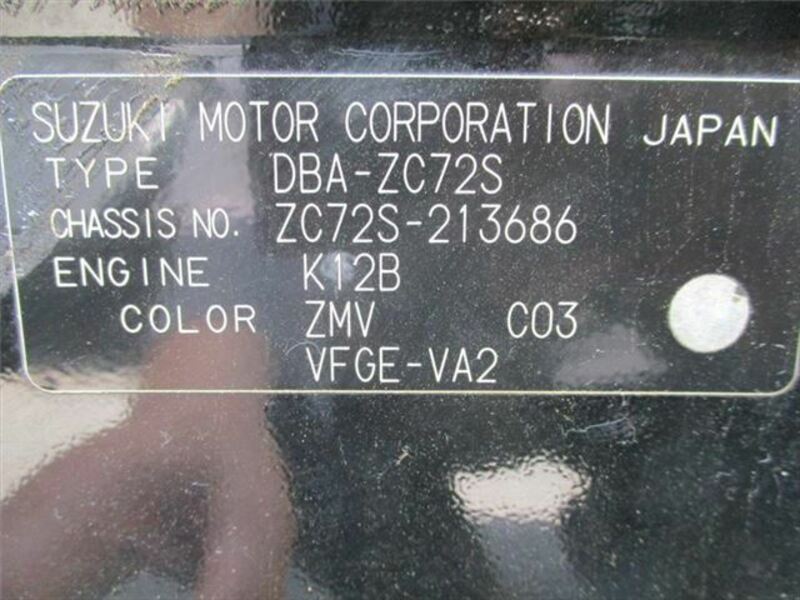 SUZUKI MOTOR CORPORATION JAPAN
TYPE DBA-ZC72S
CHASSIS NO. ZC72S-213686
ENGINE K12B
COLOR ZMV C03
VFGE-VA2